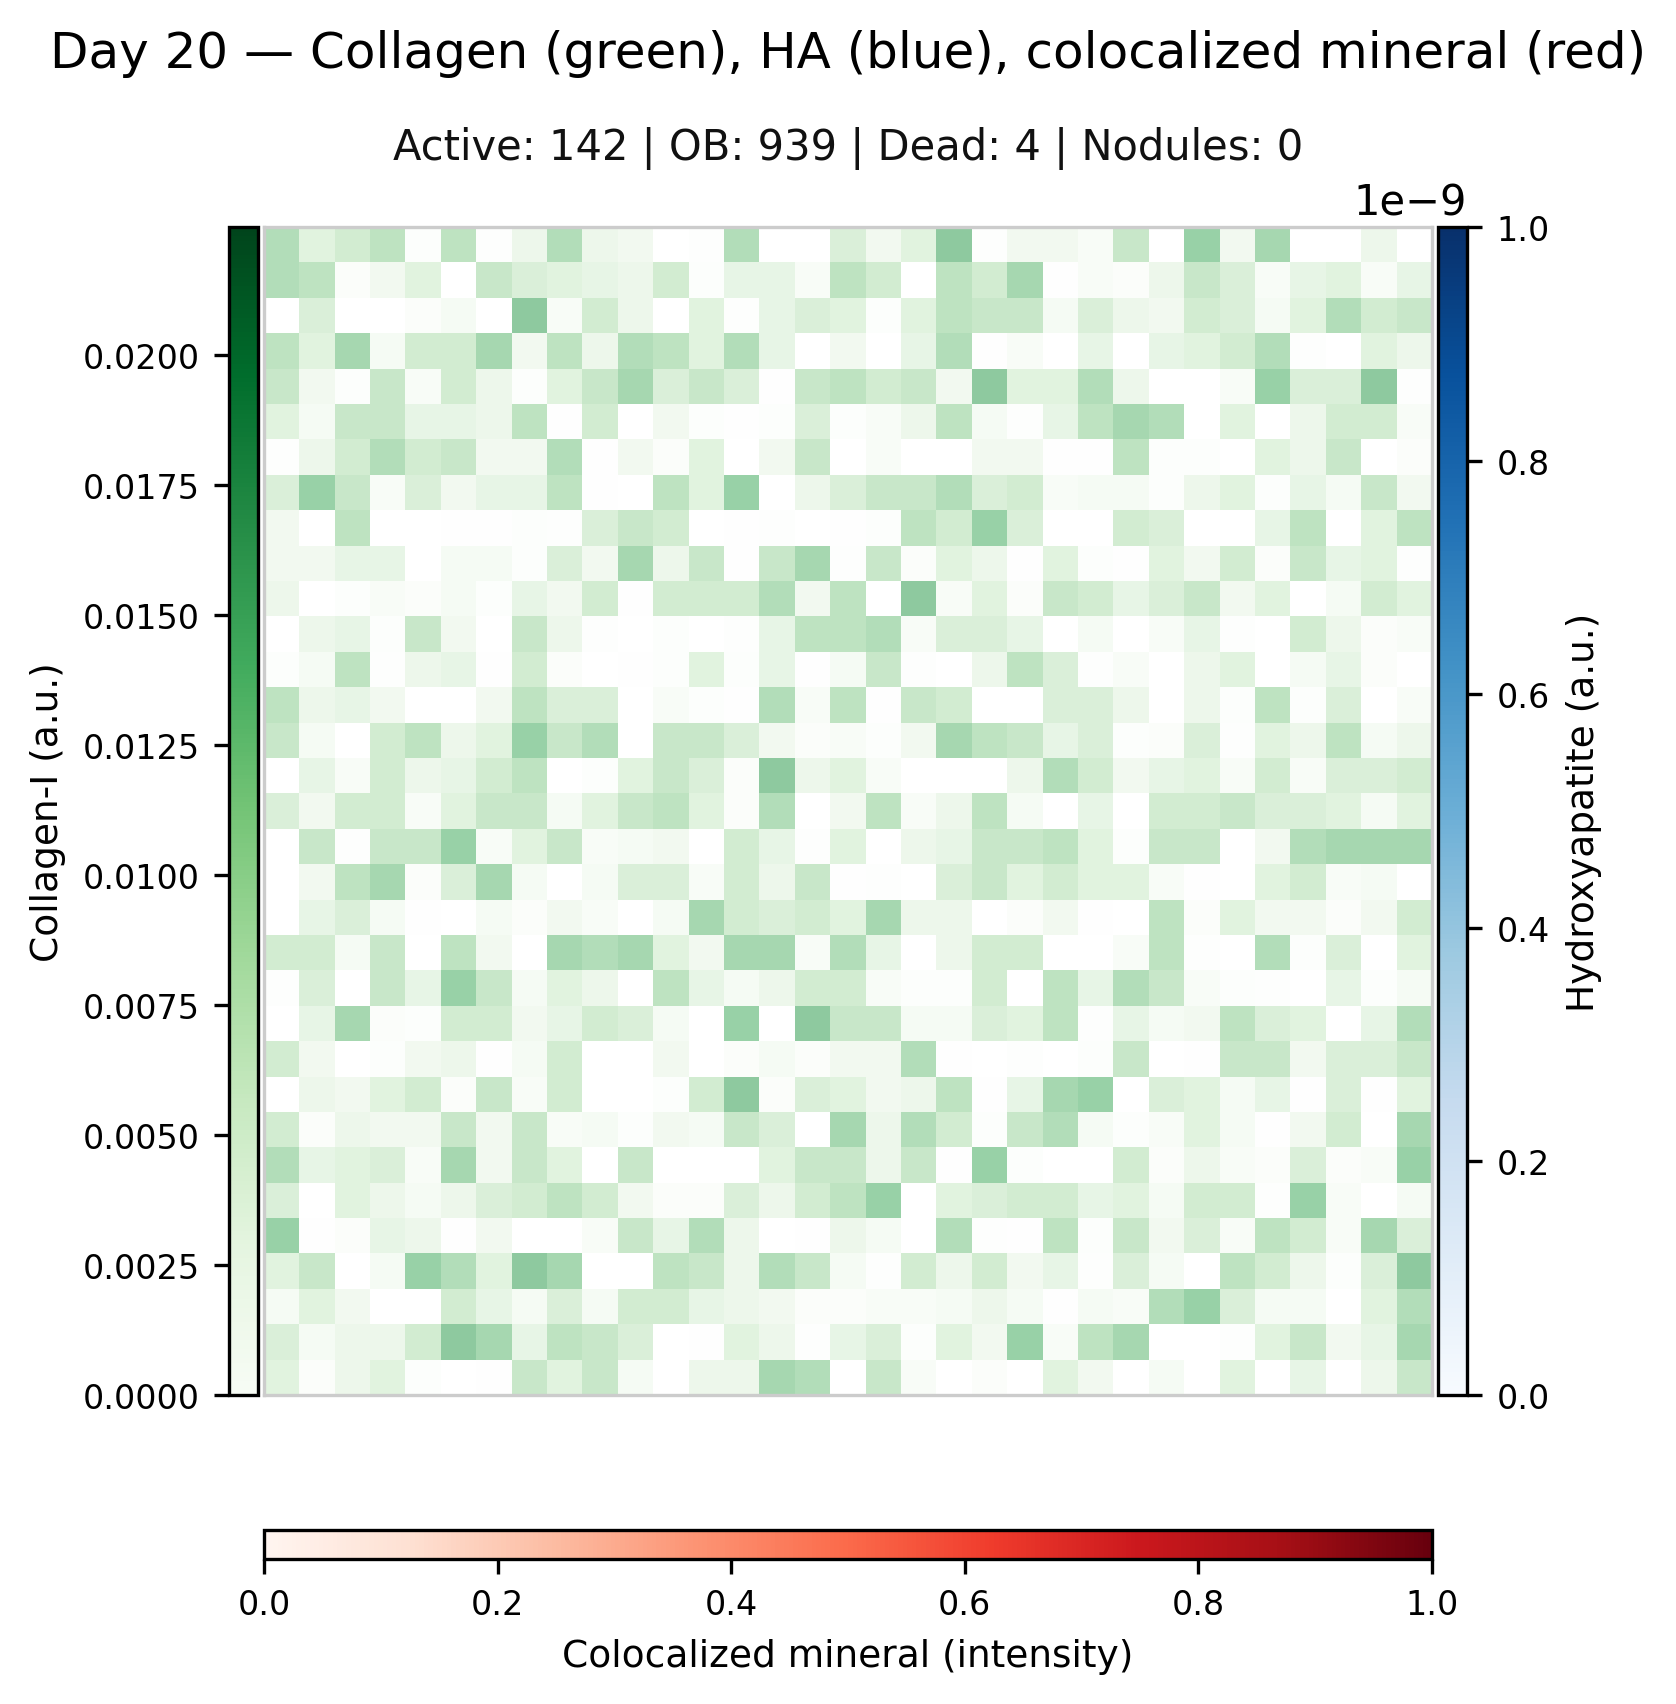 Day 20 — Collagen (green), HA (blue), colocalized mineral (red)
Active: 142 | OB: 939 | Dead: 4 | Nodules: 0
1e−9
Collagen-I (a.u.)
0.0200
0.0175
0.0150
0.0125
0.0100
0.0075
0.0050
0.0025
0.0000
1.0
0.8
0.6
0.4
0.2
0.0
Hydroxyapatite (a.u.)
0.0 0.2 0.4 0.6 0.8 1.0
Colocalized mineral (intensity)